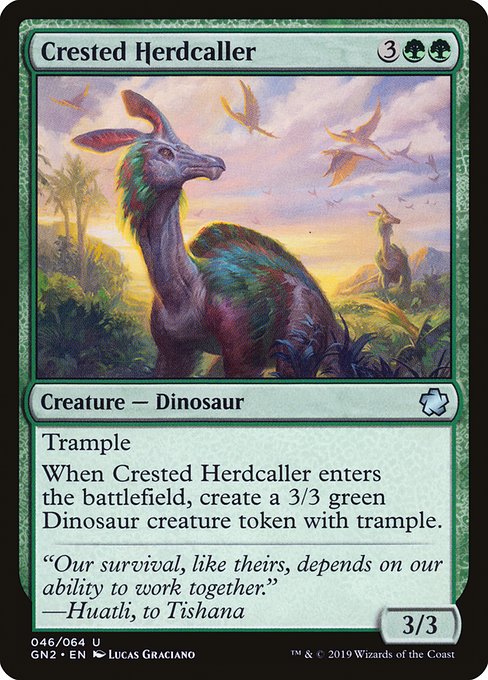 Crested Herdcaller 3
Creature — Dinosaur
Trample
When Crested Herdcaller enters
the battlefield, create a 3/3 green
Dinosaur creature token with trample.
“Our survival, like theirs, depends on our
ability to work together.”
—Huatli, to Tishana
3/3
046/064 U
GN2 • EN Lucas Graciano ™ & © 2019 Wizards of the Coast